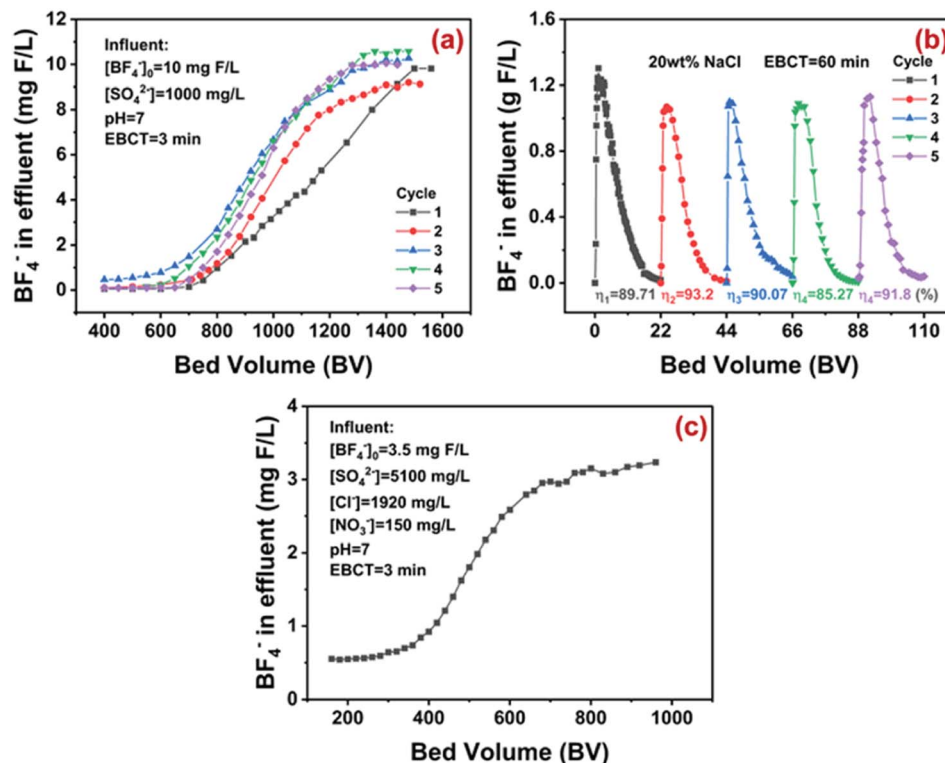 (a)
Influent:
[BF₄⁻]₀=10 mg F/L
[SO₄²⁻]=1000 mg/L
pH=7
EBCT=3 min
Cycle
1
2
3
4
5
BF₄⁻ in effluent (mg F/L)
12
10
8
6
4
2
0
400 600 800 1000 1200 1400 1600
Bed Volume (BV)
(b)
20wt% NaCl EBCT=60 min
Cycle
1
2
3
4
5
BF₄⁻ in effluent (g F/L)
1.6
1.2
0.8
0.4
0.0
η₁=89.71 η₂=93.2 η₃=90.07 η₄=85.27 η₄=91.8 (%)
0 22 44 66 88 110
Bed Volume (BV)
(c)
Influent:
[BF₄⁻]₀=3.5 mg F/L
[SO₄²⁻]=5100 mg/L
[Cl⁻]=1920 mg/L
[NO₃⁻]=150 mg/L
pH=7
EBCT=3 min
BF₄⁻ in effluent (mg F/L)
4
3
2
1
0
200 400 600 800 1000
Bed Volume (BV)